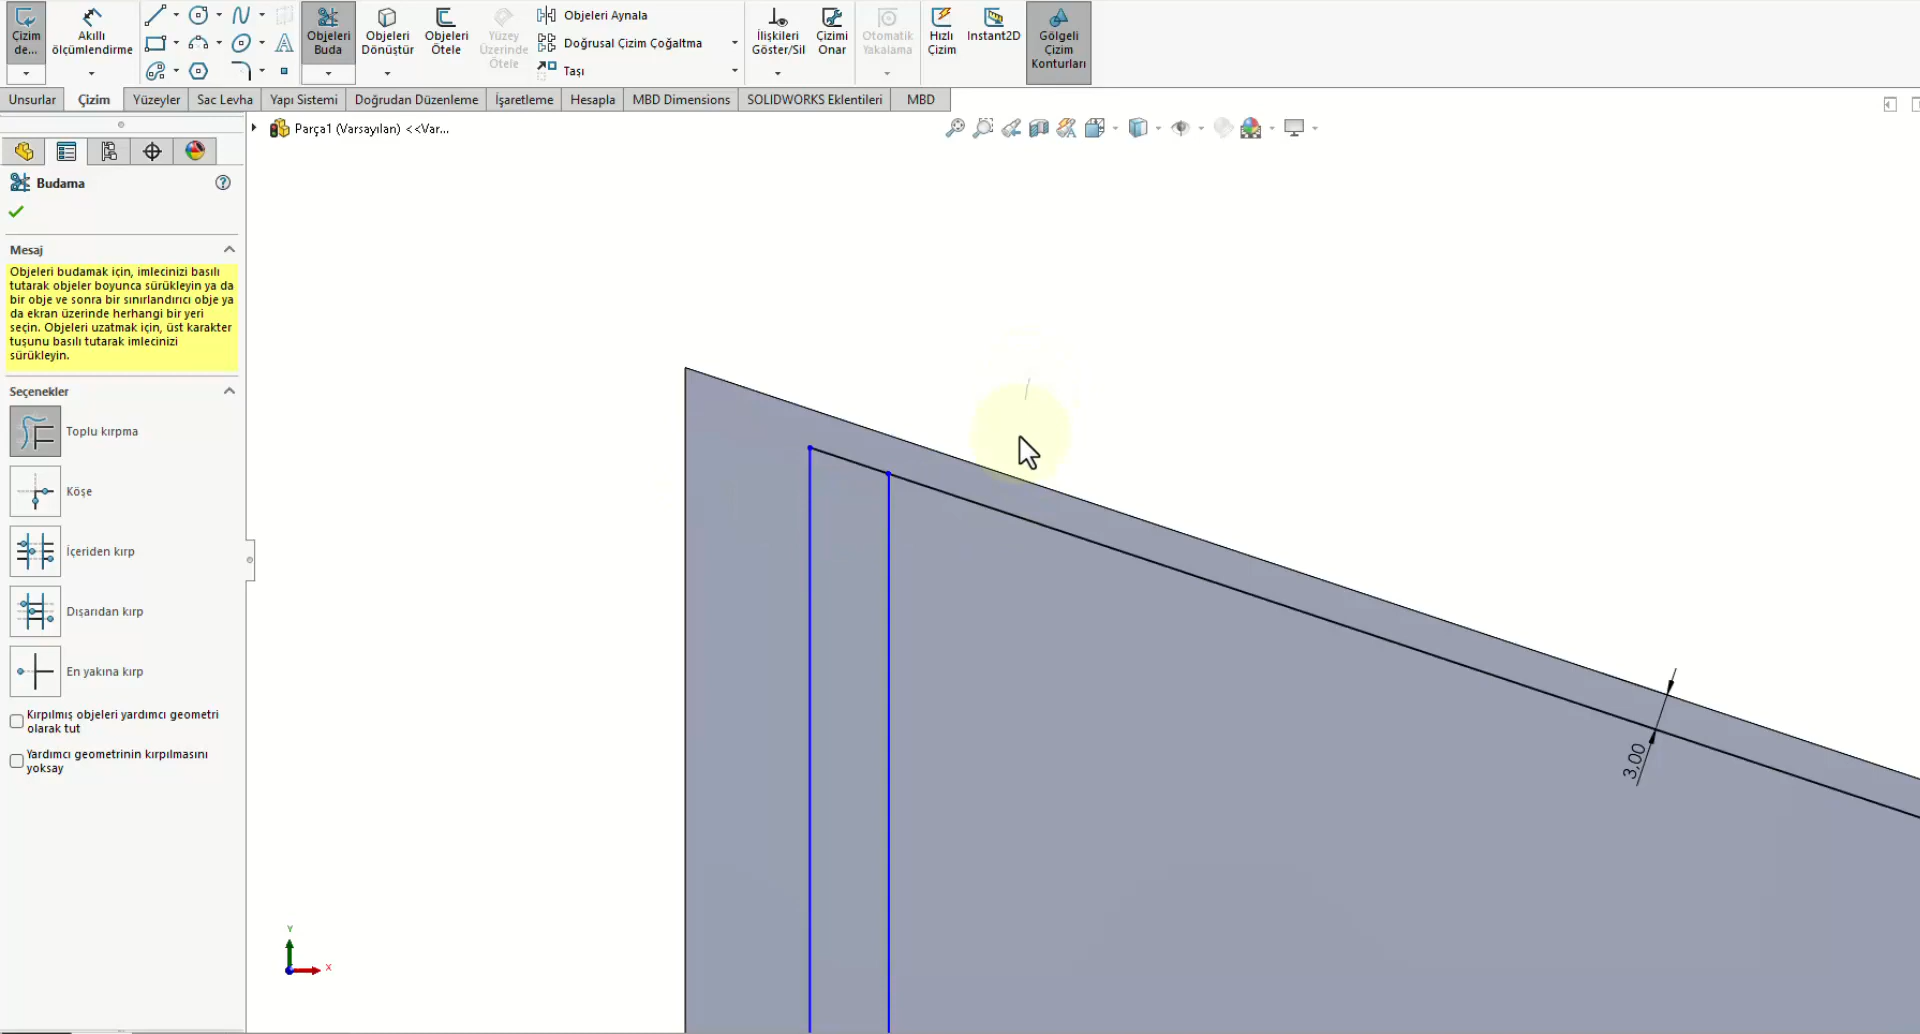 Çizim de...
Akıllı ölçümlendirme
Objeleri Buda
Objeleri Dönüştür
Objeleri Ötele
Yüzey Üzerinde Ötele
Objeleri Aynala
Doğrusal Çizim Çoğaltma
Taşı
İlişkileri Göster/Sil
Çizimi Onar
Otomatik Yakalama
Hızlı Çizim
Instant2D
Gölgeli Çizim Konturları
Unsurlar
Çizim
Yüzeyler
Sac Levha
Yapı Sistemi
Doğrudan Düzenleme
İşaretleme
Hesapla
MBD Dimensions
SOLIDWORKS Eklentileri
MBD
Parça1 (Varsayılan) <<Var...
Budama
Mesaj
Objeleri budamak için, imlecinizi basılı
tutarak objeler boyunca sürükleyin ya da
bir obje ve sonra bir sınırlandırıcı obje ya
da ekran üzerinde herhangi bir yeri
seçin. Objeleri uzatmak için, üst karakter
tuşunu basılı tutarak imlecinizi
sürükleyin.
Seçenekler
Toplu kırpma
Köşe
İçeriden kırp
Dışarıdan kırp
En yakına kırp
Kırpılmış objeleri yardımcı geometri
olarak tut
Yardımcı geometrinin kırpılmasını
yoksay
3,00
Y
X